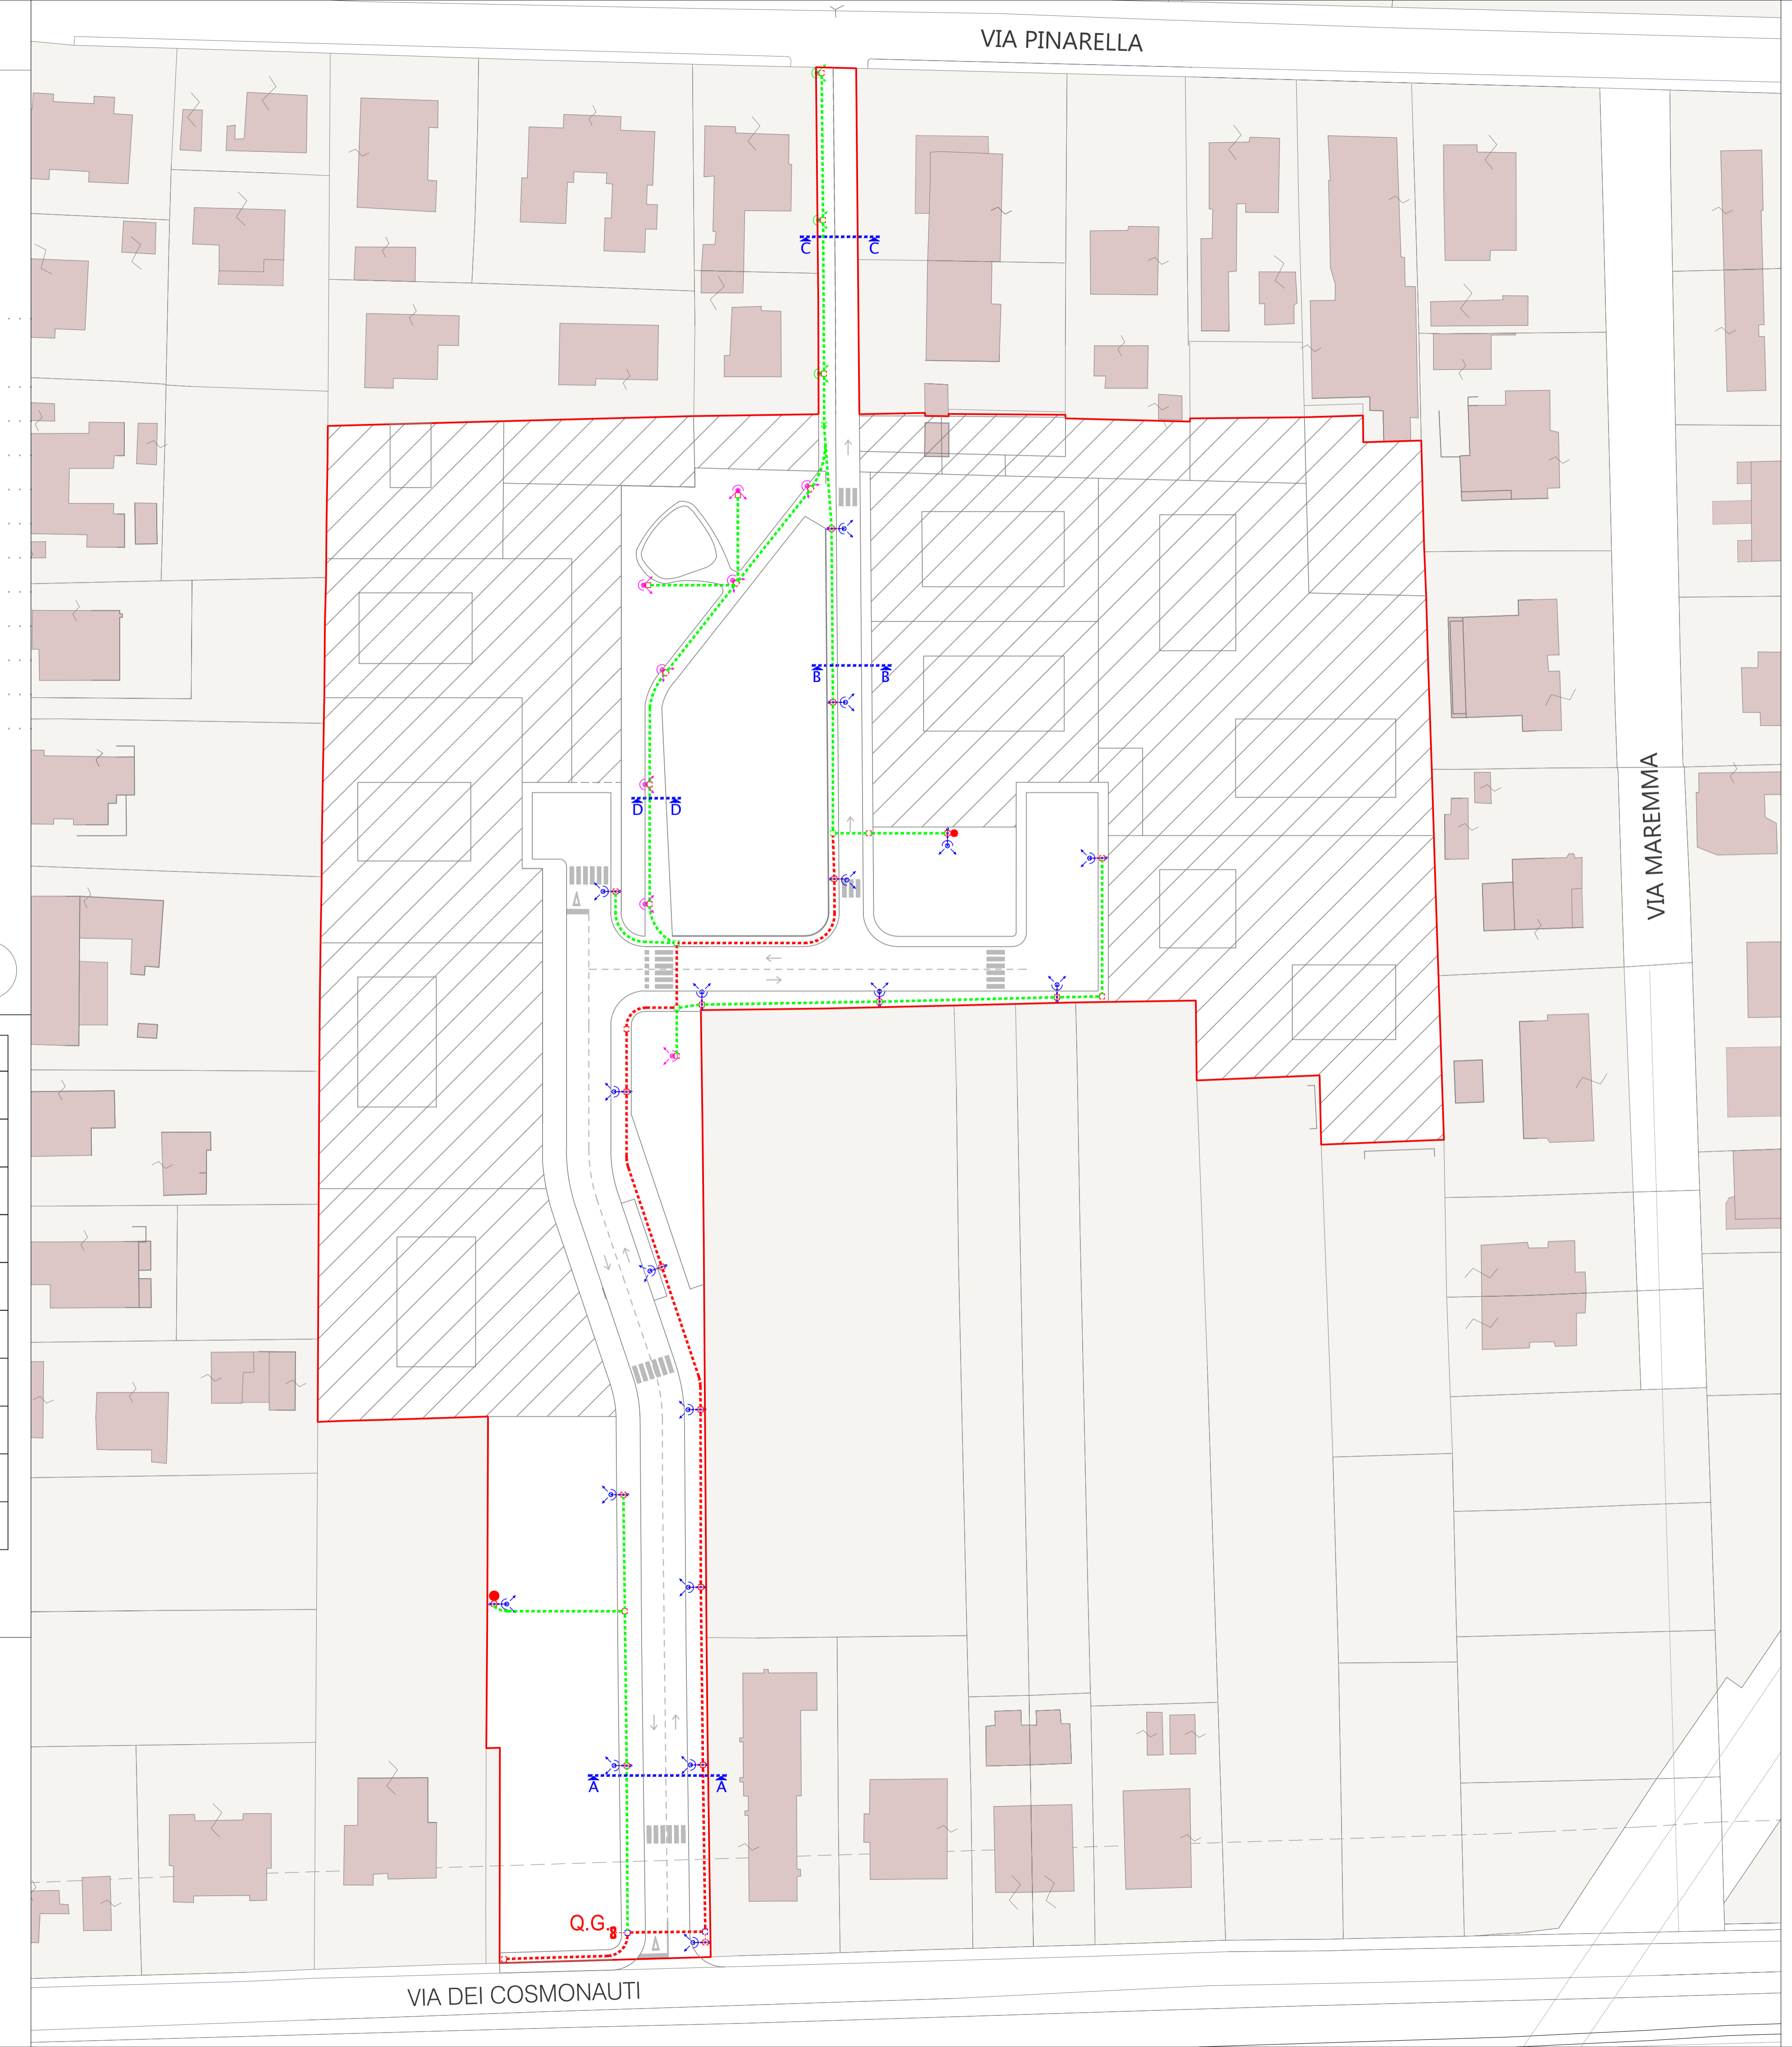 VIA PINARELLA
C C
B B
D D
VIA MAREMMA
A A
Q.G.
VIA DEI COSMONAUTI